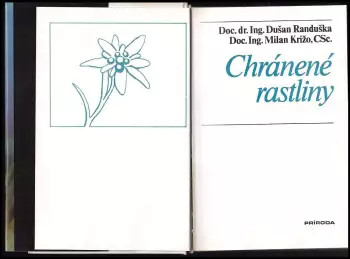 Doc. dr. Ing. Dušan Randuška
Doc. Ing. Milan Križo, CSc.
Chránené
rastliny
PRÍRODA